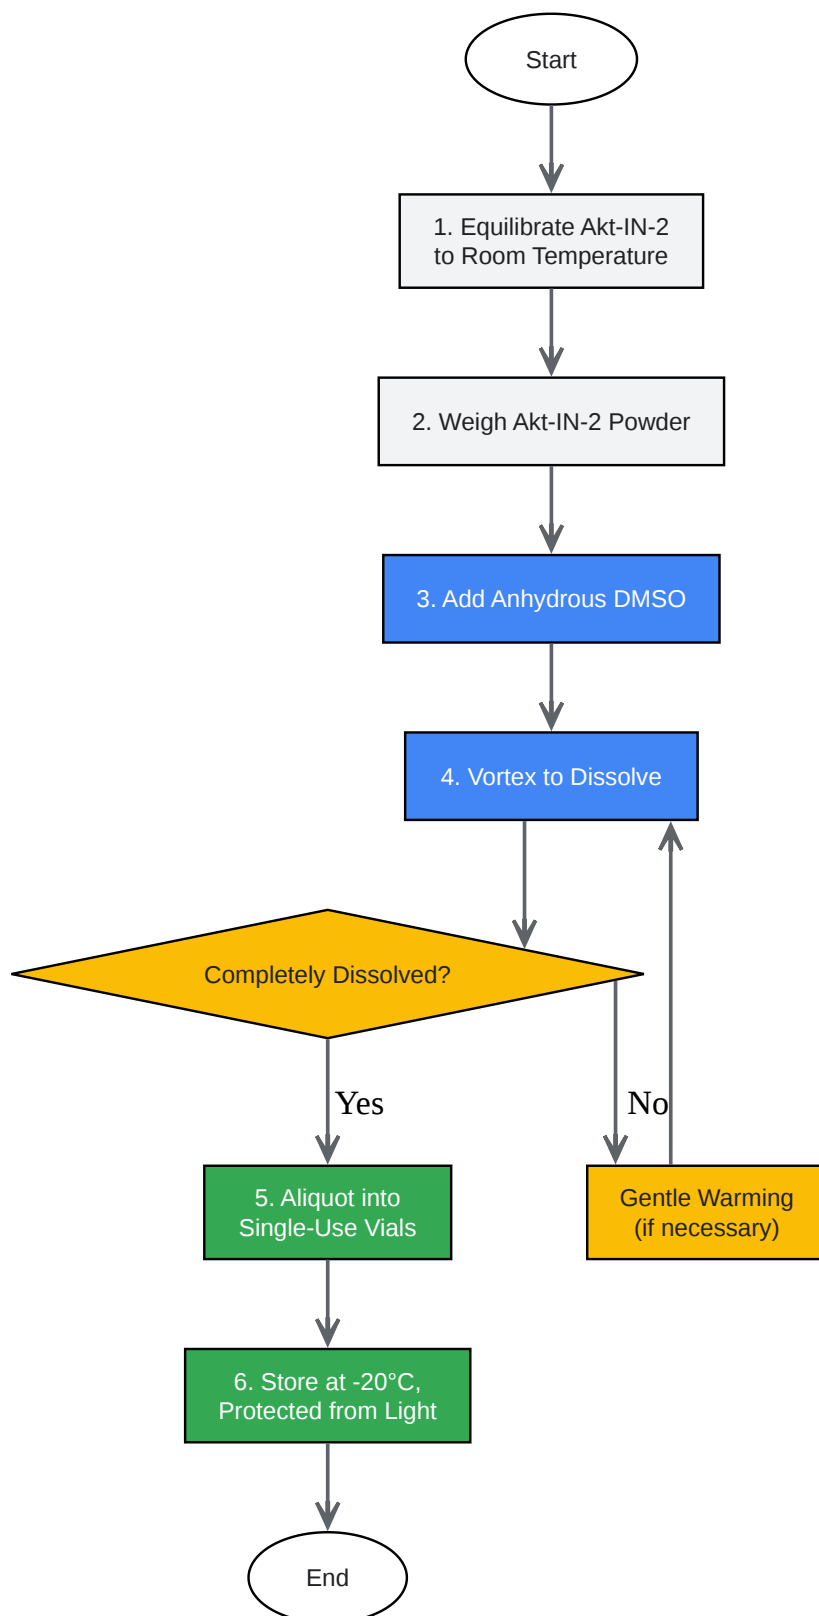 Start
1. Equilibrate Akt-IN-2
to Room Temperature
2. Weigh Akt-IN-2 Powder
3. Add Anhydrous DMSO
4. Vortex to Dissolve
Completely Dissolved?
Yes
No
5. Aliquot into
Single-Use Vials
Gentle Warming
(if necessary)
6. Store at -20°C,
Protected from Light
End